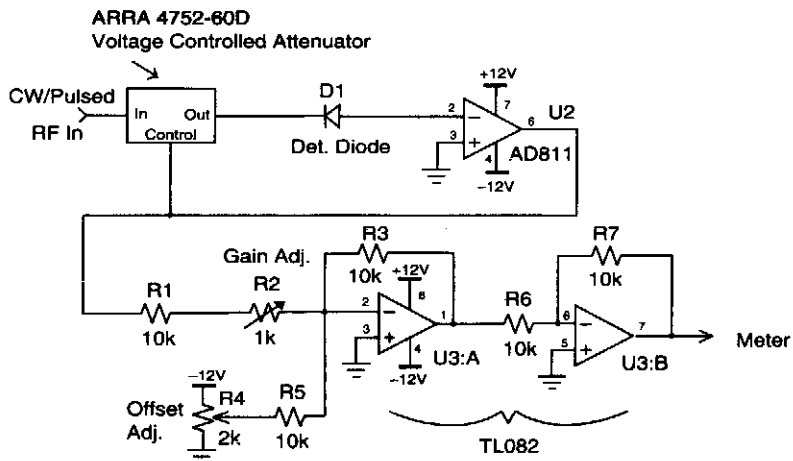 ARRA 4752-60D
Voltage Controlled Attenuator
CW/Pulsed
RF In
In
Out
Control
D1
Det. Diode
+12V
7
2
6
3
4
U2
AD811
−12V
Gain Adj.
R1
10k
R2
1k
R3
10k
+12V
8
2
1
3
4
−12V
U3:A
R6
10k
R7
10k
6
7
5
U3:B
Meter
−12V
R4
2k
Offset
Adj.
R5
10k
TL082